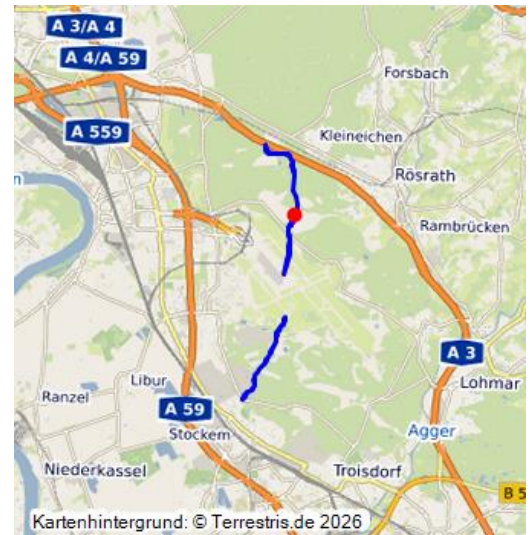 A 3/A 4
A 4/A 59
Forsbach
A 559
Kleineichen
Rösrath
Rambrücken
A 3
Lohmar
Libur
Ranzel
A 59
Stockem
Agger
Niederkassel
Troisdorf
B 5
Kartenhintergrund: © Terrestris.de 2026